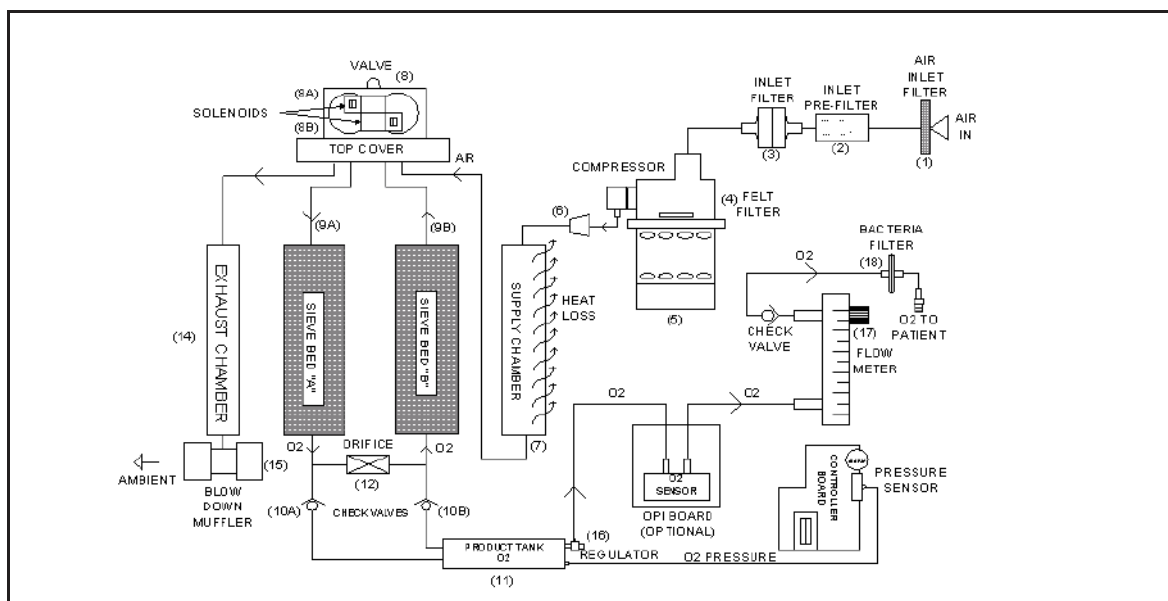 VALVE
(8)
(8A)
SOLENOIDS
(8B)
TOP COVER
AIR
AIR
INLET
FILTER
INLET
PRE-FILTER
INLET
FILTER
AIR
IN
(1)
(2)
(3)
COMPRESSOR
(4) FELT
FILTER
(5)
(6)
SUPPLY CHAMBER
HEAT
LOSS
(7)
(9A)
(9B)
SIEVE BED "A"
SIEVE BED "B"
EXHAUST CHAMBER
(14)
O2
ORIFICE
O2
(12)
AMBIENT
(15)
BLOW
DOWN
MUFFLER
(10A)
CHECK VALVES
(10B)
PRODUCT TANK
O2
(11)
(16)
REGULATOR
O2
O2
SENSOR
OPI BOARD
(OPTIONAL)
O2
BACTERIA
FILTER
(18)
O2
CHECK
VALVE
(17)
FLOW
METER
O2 TO
PATIENT
CONTROLLER
BOARD
PRESSURE
SENSOR
O2 PRESSURE